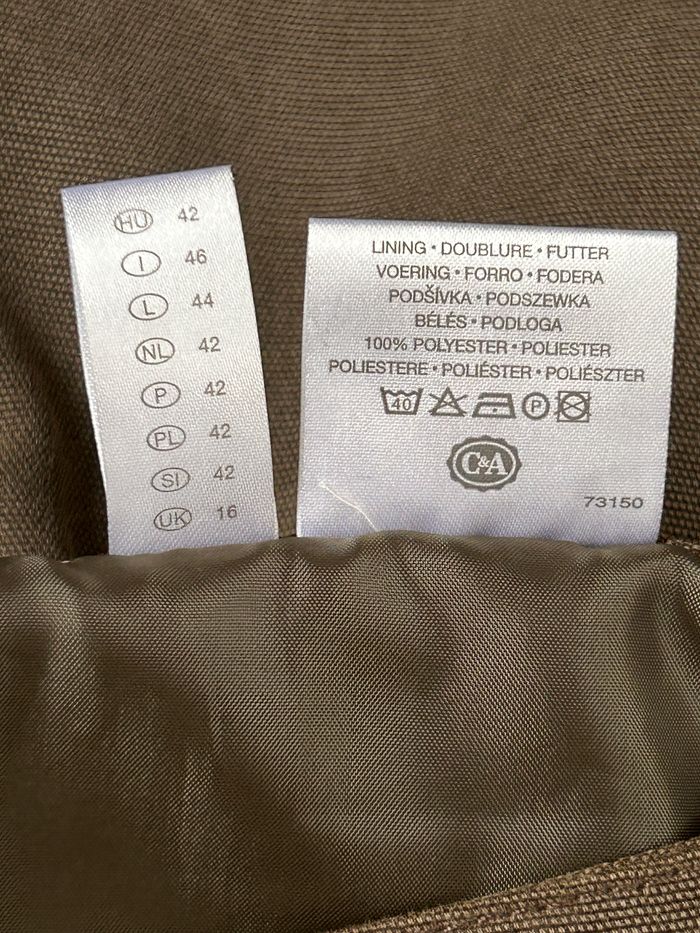 HU 42
I 46
L 44
NL 42
P 42
PL 42
SI 42
UK 16
LINING • DOUBLURE • FUTTER
VOERING • FORRO • FODERA
PODŠÍVKA • PODSZEWKA
BÉLÉS • PODLOGA
100% POLYESTER • POLIESTER
POLIESTERE • POLIÉSTER • POLIÉSZTER
40 P
C&A
73150